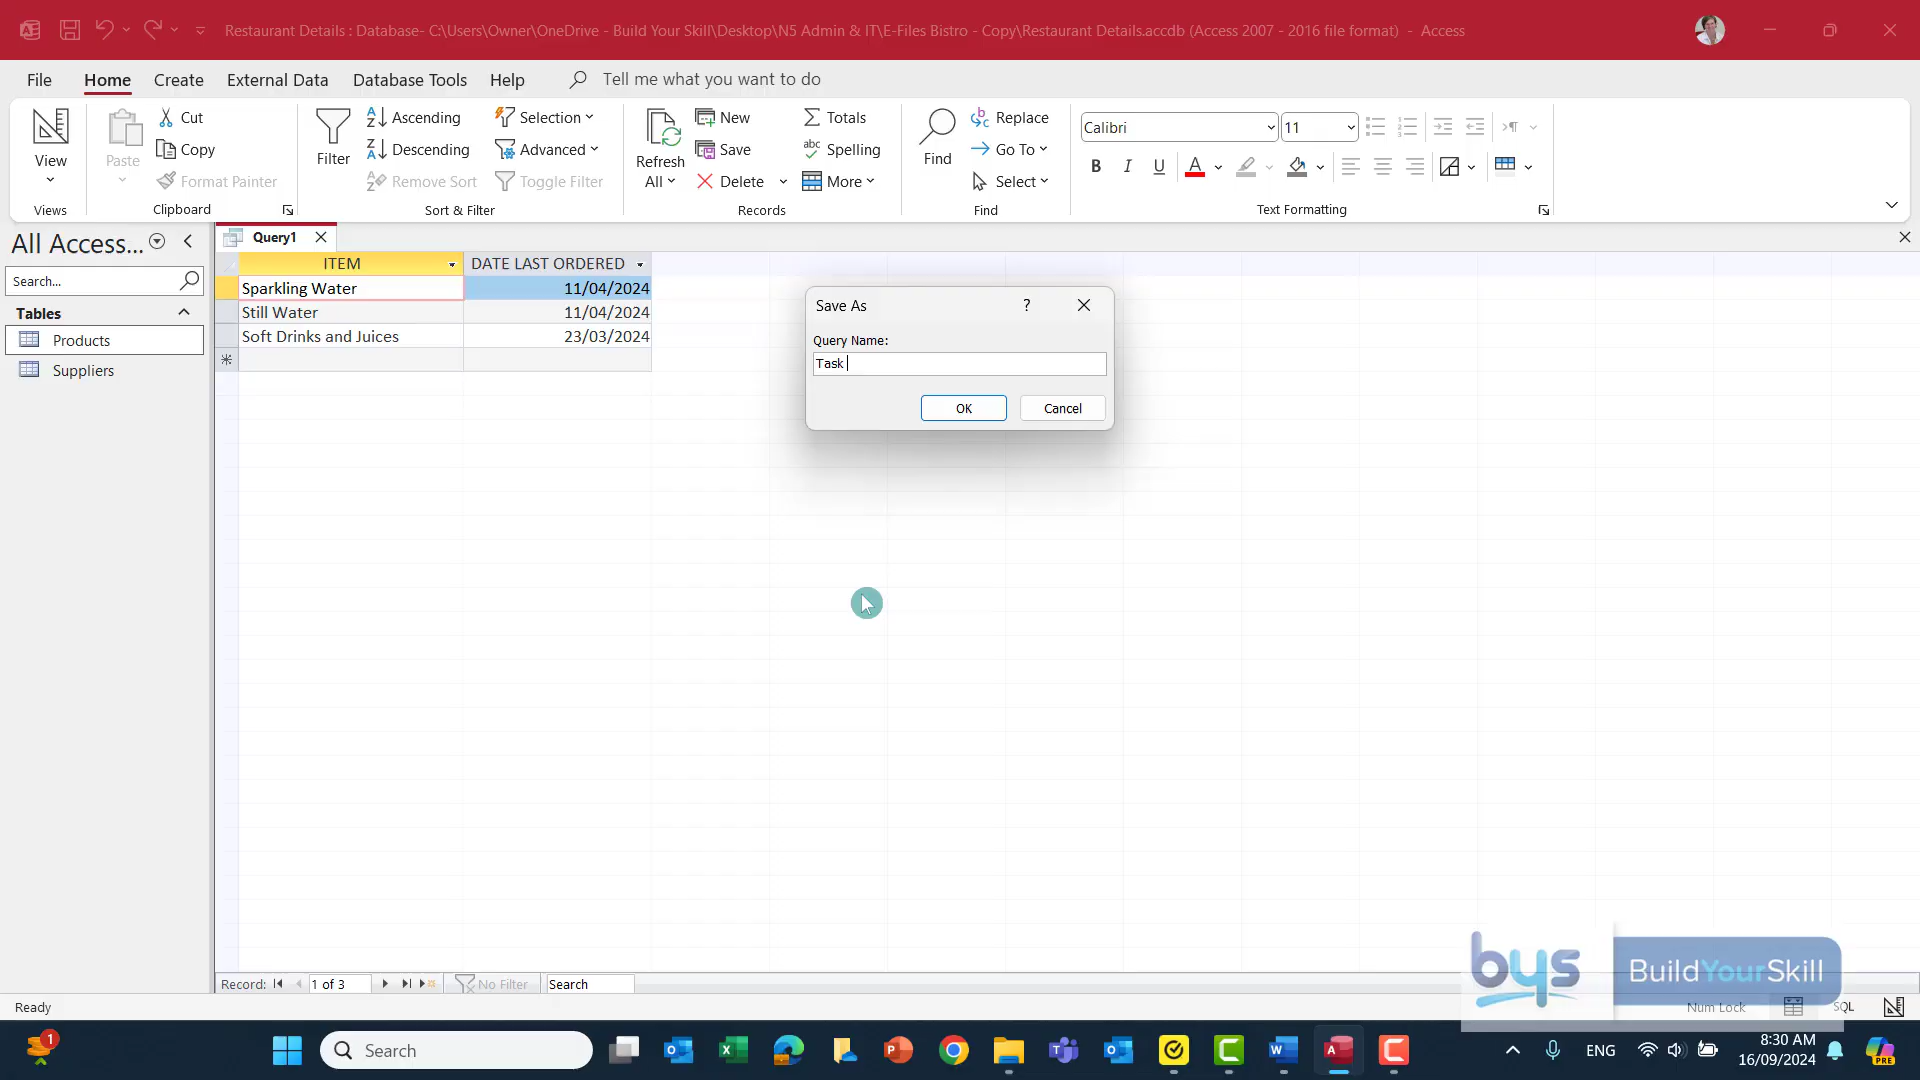 Restaurant Details : Database- C:\Users\Owner\OneDrive - Build Your Skill\Desktop\N5 Admin & IT\E-Files Bistro - Copy\Restaurant Details.accdb (Access 2007 - 2016 file format) - Access
File Home Create External Data Database Tools Help Tell me what you want to do
View
Views
Paste
Cut
Copy
Format Painter
Clipboard
Filter
Ascending
Descending
Remove Sort
Selection
Advanced
Toggle Filter
Sort & Filter
Refresh
All
New
Save
Delete
Totals
Spelling
More
Records
Find
Replace
Go To
Select
Find
Calibri 11
B I U A
Text Formatting
All Access...
Search...
Tables
Products
Suppliers
Query1
ITEM DATE LAST ORDERED
Sparkling Water 11/04/2024
Still Water 11/04/2024
Soft Drinks and Juices 23/03/2024
Save As ?
Query Name:
Task
OK Cancel
Record: 1 of 3 No Filter Search
bys BuildYourSkill
Ready Num Lock SQL
1
Search
ENG
8:30 AM
16/09/2024
PRE